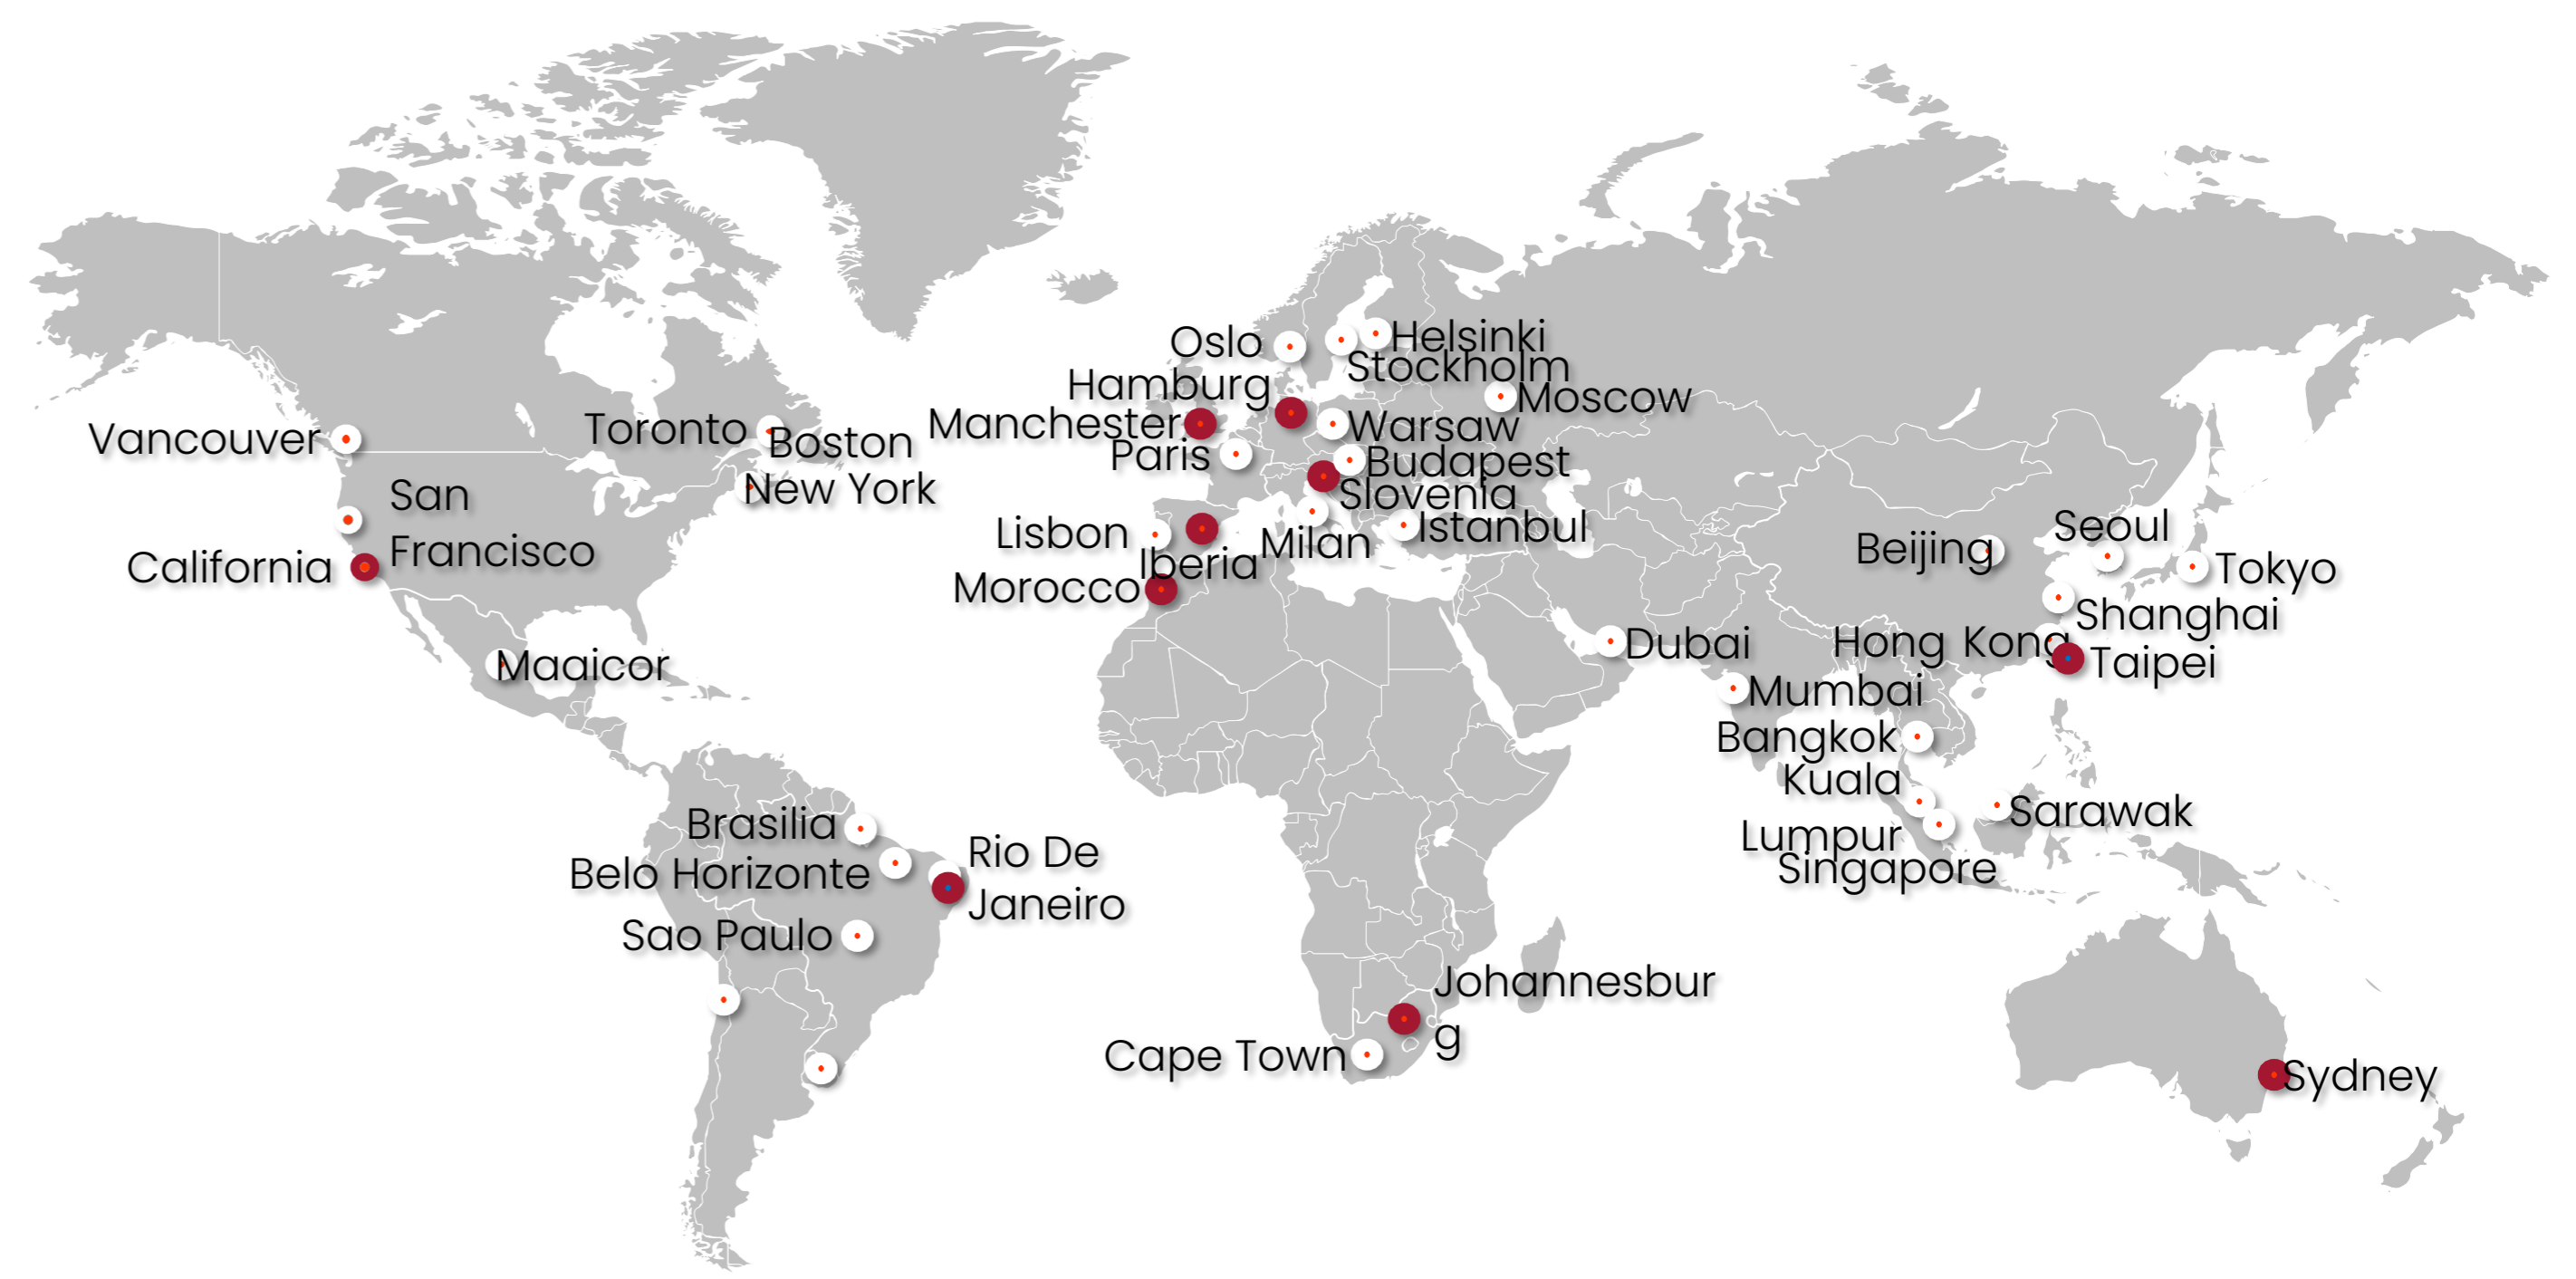 Oslo
Helsinki
Stockholm
Hamburg
Moscow
Vancouver
Toronto
Boston
Manchester
Warsaw
Paris
Budapest
New York
San
Francisco
Slovenia
Lisbon
Istanbul
Milan
Iberia
California
Morocco
Beijing
Seoul
Tokyo
Shanghai
Dubai
Hong Kong
Taipei
Maaicor
Mumbai
Bangkok
Kuala
Lumpur
Sarawak
Singapore
Brasilia
Rio De
Janeiro
Belo Horizonte
Sao Paulo
Johannesbur
g
Cape Town
Sydney